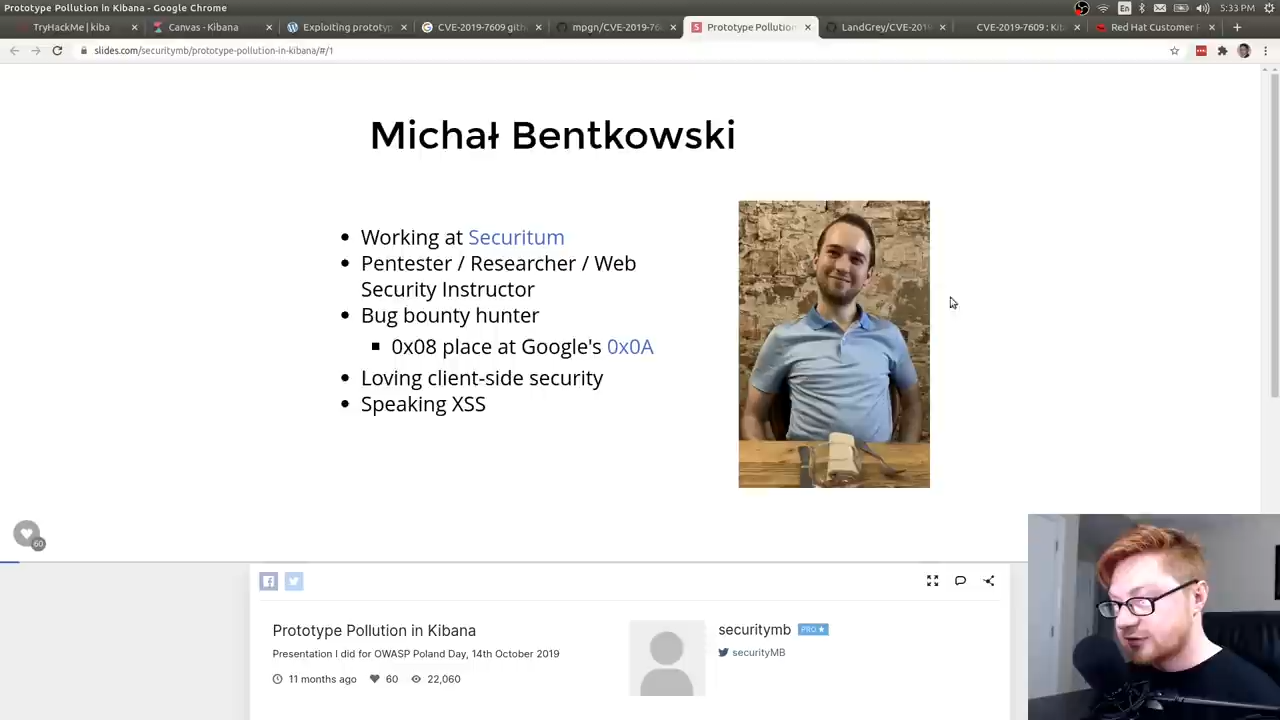 Prototype Pollution in Kibana - Google Chrome
En
5:33 PM
TryHackMe | kiba
Canvas - Kibana
Exploiting prototyp
CVE-2019-7609 gith
mpgn/CVE-2019-76
Prototype Pollution
LandGrey/CVE-2019
CVE-2019-7609 : Kib
Red Hat Customer P
slides.com/securitymb/prototype-pollution-in-kibana/#/1
Michał Bentkowski
Working at Securitum
Pentester / Researcher / Web
Security Instructor
Bug bounty hunter
0x08 place at Google's 0x0A
Loving client-side security
Speaking XSS
60
Prototype Pollution in Kibana
Presentation I did for OWASP Poland Day, 14th October 2019
11 months ago 60 22,060
securitymb PRO
securityMB